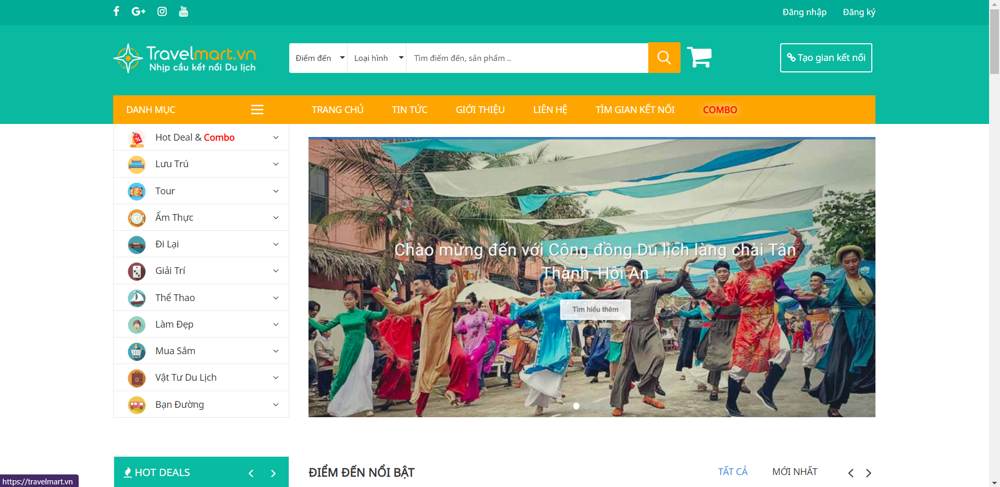 Đăng nhập Đăng ký
Travelmart.vn
Nhịp cầu kết nối Du lịch
Điểm đến Loại hình Tìm điểm đến, sản phẩm ..
Tạo gian kết nối
DANH MỤC TRANG CHỦ TIN TỨC GIỚI THIỆU LIÊN HỆ TÌM GIAN KẾT NỐI COMBO
Hot Deal & Combo
Lưu Trú
Tour
Ẩm Thực
Đi Lại
Giải Trí
Thể Thao
Làm Đẹp
Mua Sắm
Vật Tư Du Lịch
Bạn Đường
Chào mừng đến với Cộng đồng Du lịch làng chài Tân
Thành, Hội An
Tìm hiểu thêm
HOT DEALS
ĐIỂM ĐẾN NỔI BẬT TẤT CẢ MỚI NHẤT
https://travelmart.vn